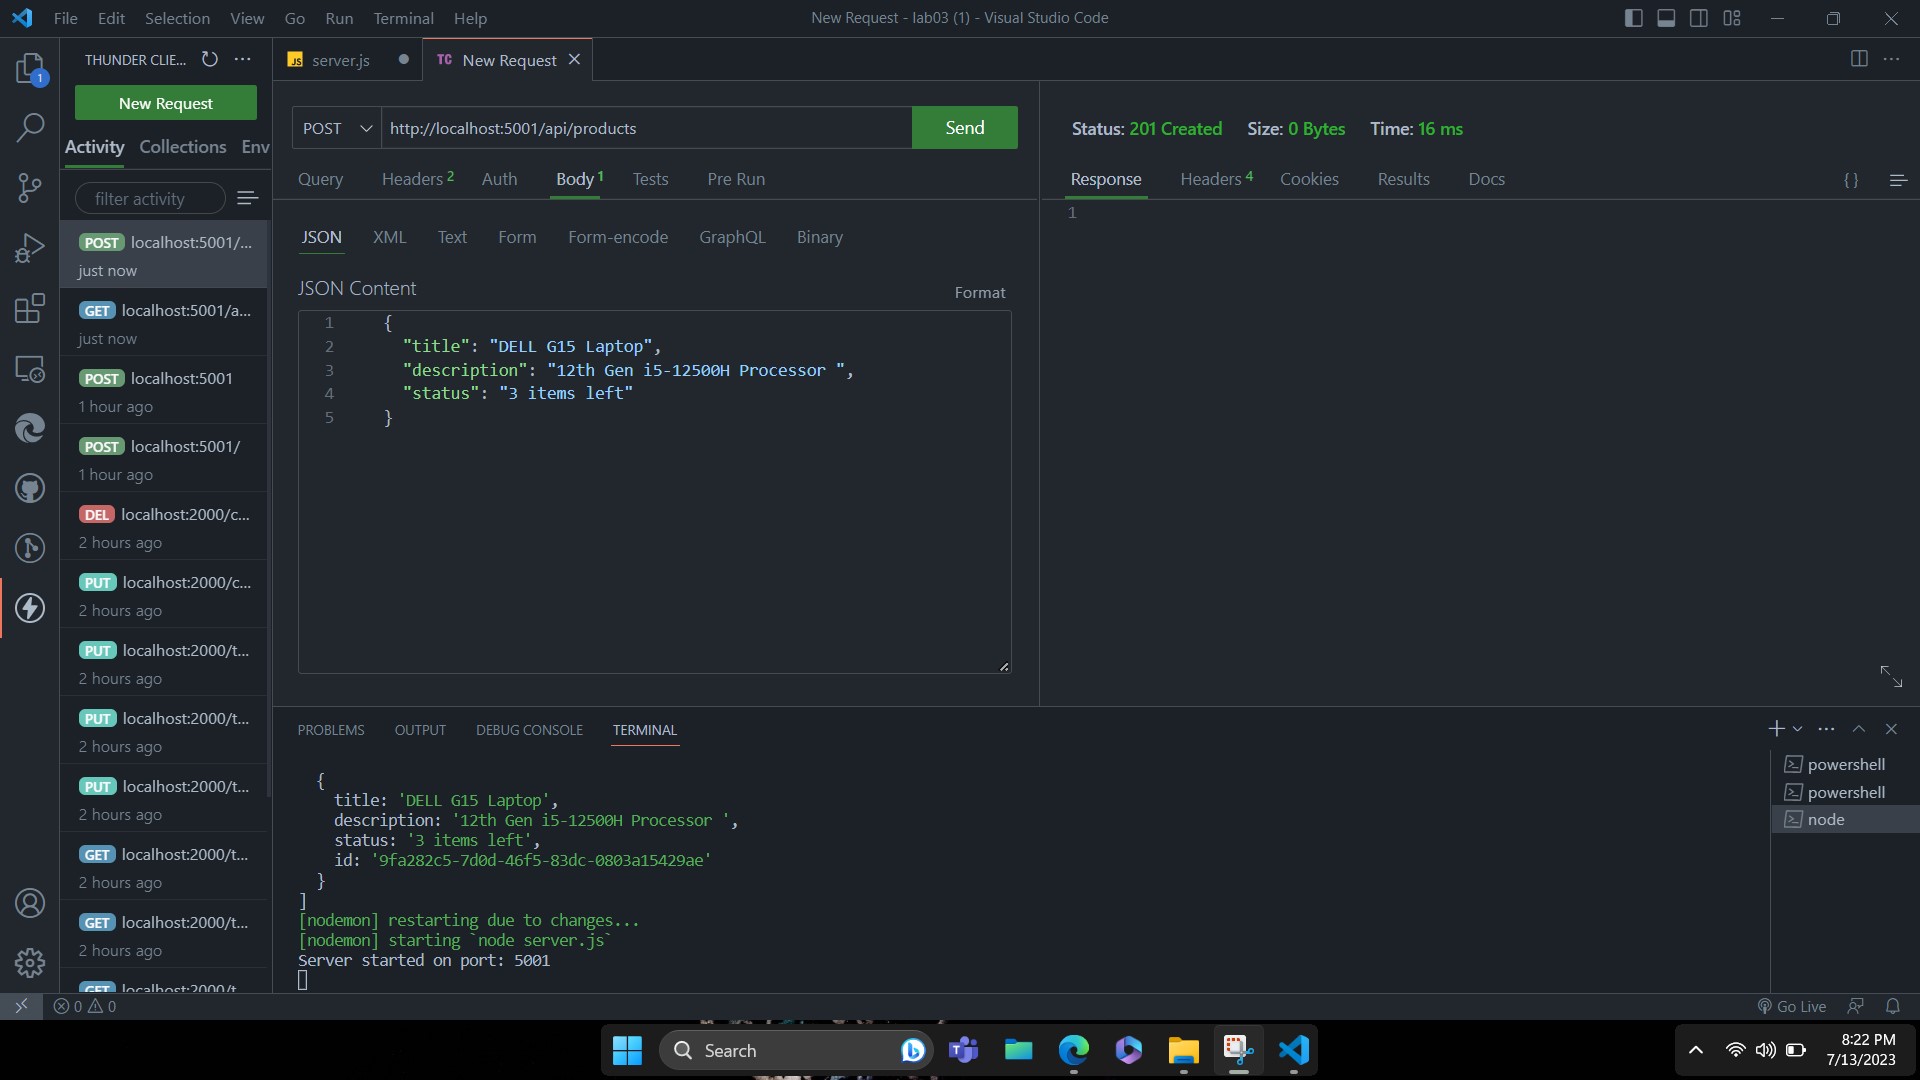 File Edit Selection View Go Run Terminal Help
New Request - lab03 (1) - Visual Studio Code
THUNDER CLIE...
New Request
Activity Collections Env
filter activity
POST localhost:5001/...
just now
GET localhost:5001/a...
just now
POST localhost:5001
1 hour ago
POST localhost:5001/
1 hour ago
DEL localhost:2000/c...
2 hours ago
PUT localhost:2000/c...
2 hours ago
PUT localhost:2000/t...
2 hours ago
PUT localhost:2000/t...
2 hours ago
PUT localhost:2000/t...
2 hours ago
GET localhost:2000/t...
2 hours ago
GET localhost:2000/t...
2 hours ago
GET localhost:2000/t
1
JS server.js
TC New Request
POST http://localhost:5001/api/products Send
Query Headers 2 Auth Body 1 Tests Pre Run
JSON XML Text Form Form-encode GraphQL Binary
JSON Content
Format
1 {
2 "title": "DELL G15 Laptop",
3 "description": "12th Gen i5-12500H Processor ",
4 "status": "3 items left"
5 }
Status: 201 Created Size: 0 Bytes Time: 16 ms
Response Headers 4 Cookies Results Docs { }
1
PROBLEMS OUTPUT DEBUG CONSOLE TERMINAL
{
title: 'DELL G15 Laptop',
description: '12th Gen i5-12500H Processor ',
status: '3 items left',
id: '9fa282c5-7d0d-46f5-83dc-0803a15429ae'
}
]
[nodemon] restarting due to changes...
[nodemon] starting `node server.js`
Server started on port: 5001
powershell
powershell
node
0 0
Go Live
Search
8:22 PM
7/13/2023